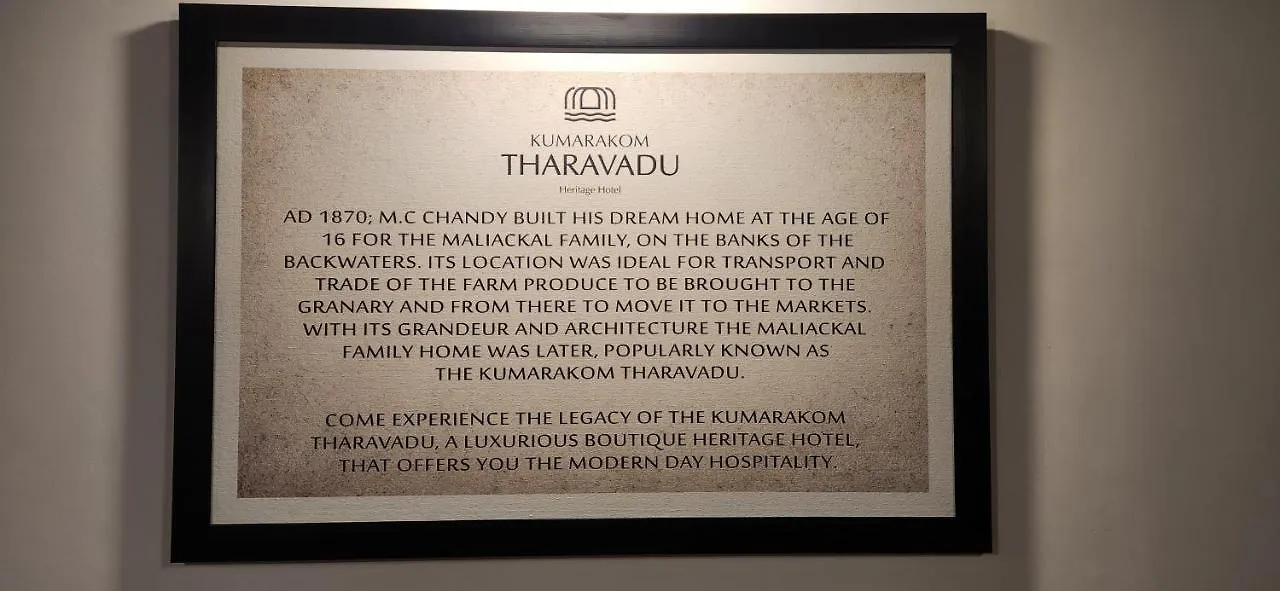 KUMARAKOM
THARAVADU
Heritage Hotel
AD 1870; M.C CHANDY BUILT HIS DREAM HOME AT THE AGE OF
16 FOR THE MALIACKAL FAMILY, ON THE BANKS OF THE
BACKWATERS. ITS LOCATION WAS IDEAL FOR TRANSPORT AND
TRADE OF THE FARM PRODUCE TO BE BROUGHT TO THE
GRANARY AND FROM THERE TO MOVE IT TO THE MARKETS.
WITH ITS GRANDEUR AND ARCHITECTURE THE MALIACKAL
FAMILY HOME WAS LATER, POPULARLY KNOWN AS
THE KUMARAKOM THARAVADU.
COME EXPERIENCE THE LEGACY OF THE KUMARAKOM
THARAVADU, A LUXURIOUS BOUTIQUE HERITAGE HOTEL,
THAT OFFERS YOU THE MODERN DAY HOSPITALITY.